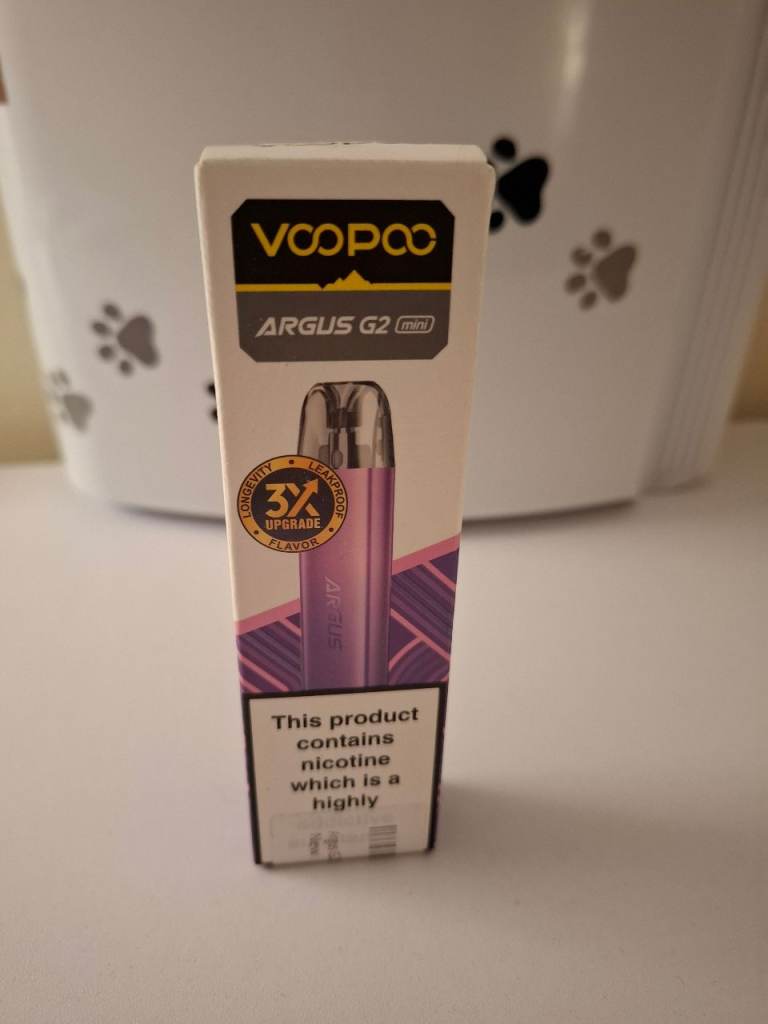 VOOPOO
ARGUS G2 mini
LONGEVITY
LEAKPROOF
3X
UPGRADE
FLAVOR
ARGUS
This product
contains
nicotine
which is a
highly